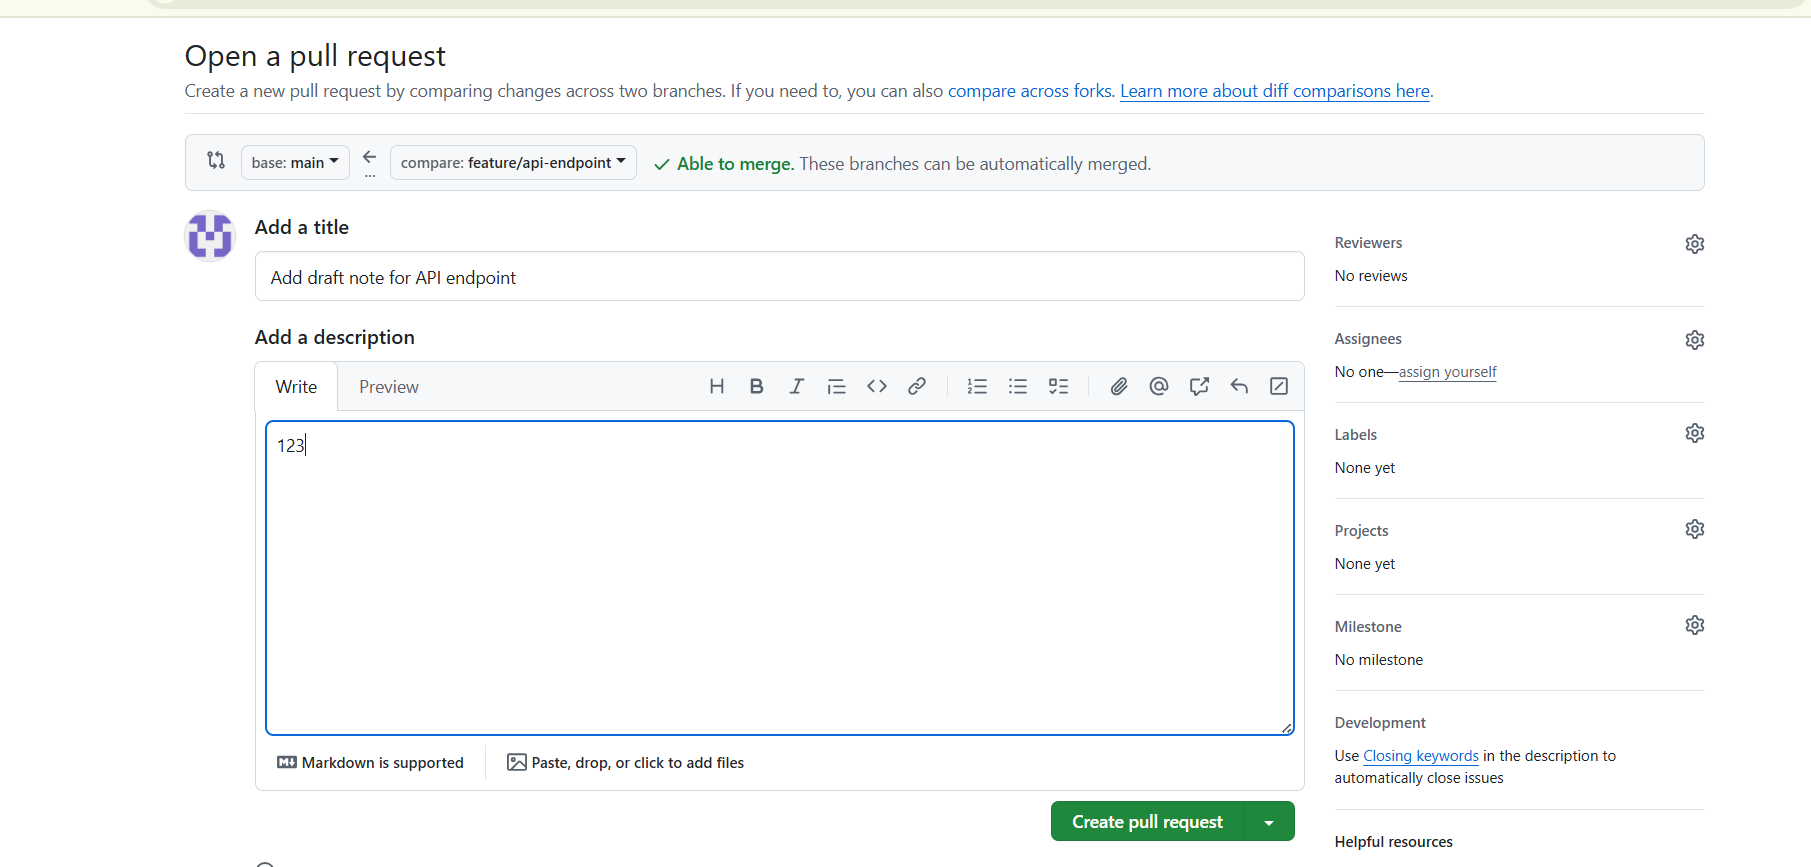 Open a pull request
Create a new pull request by comparing changes across two branches. If you need to, you can also compare across forks. Learn more about diff comparisons here.
base: main
...
compare: feature/api-endpoint
Able to merge. These branches can be automatically merged.
Add a title
Add draft note for API endpoint
Add a description
Write
Preview
123
Markdown is supported
Paste, drop, or click to add files
Create pull request
Reviewers
No reviews
Assignees
No one—assign yourself
Labels
None yet
Projects
None yet
Milestone
No milestone
Development
Use Closing keywords in the description to
automatically close issues
Helpful resources